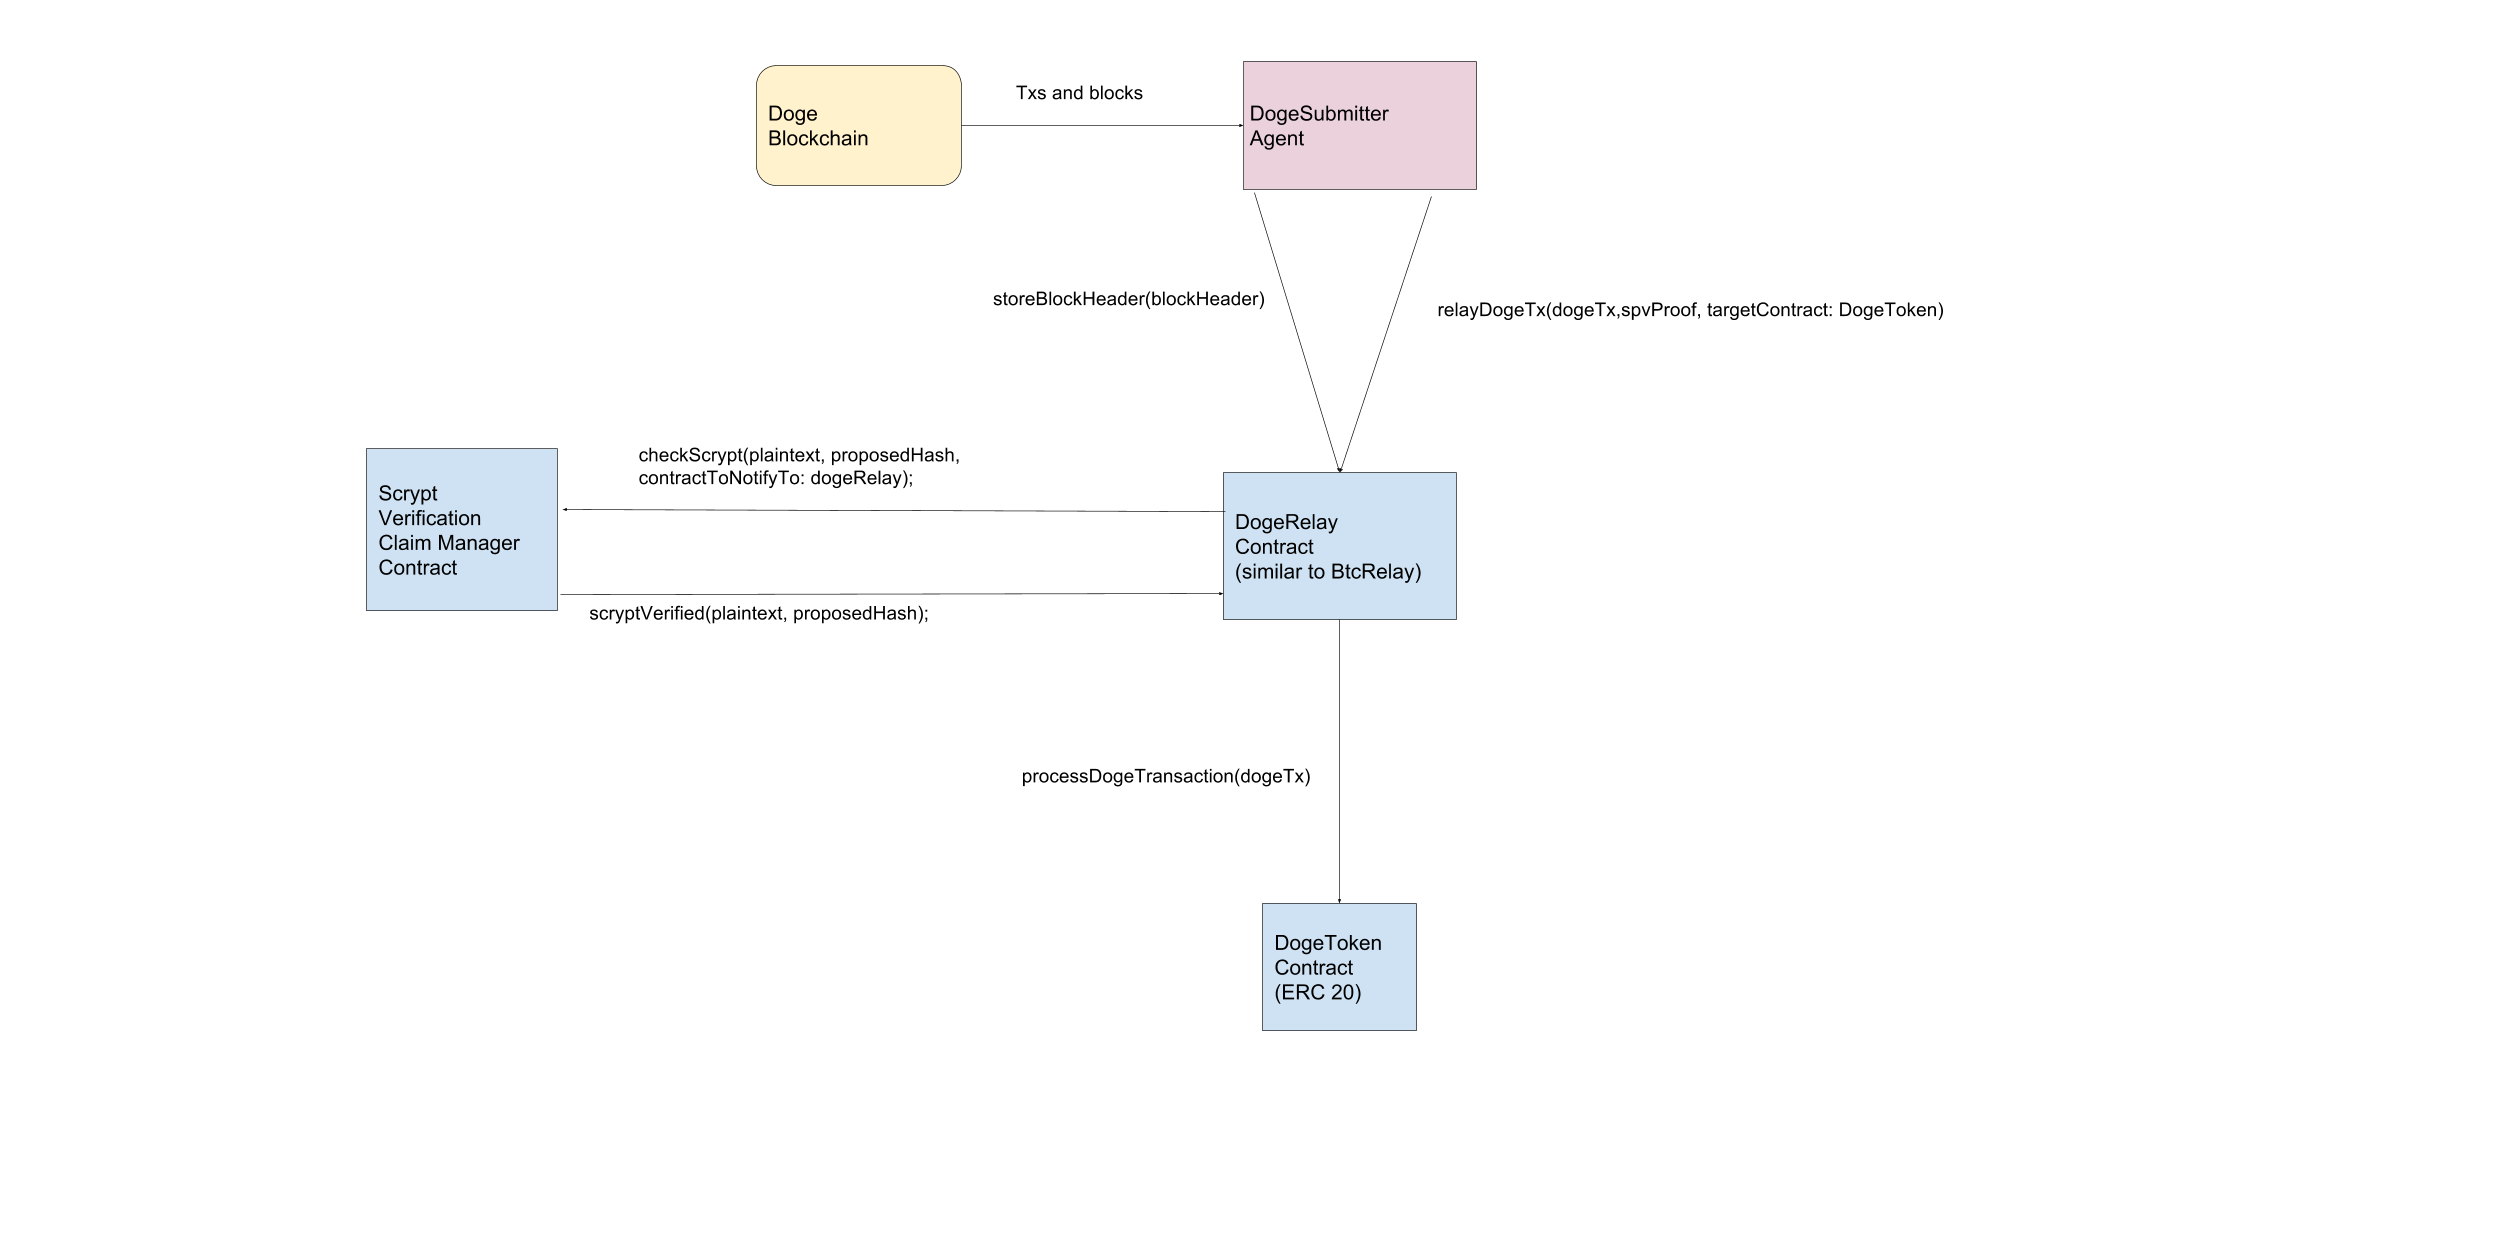 Doge
Blockchain
Txs and blocks
DogeSubmitter
Agent
storeBlockHeader(blockHeader)
relayDogeTx(dogeTx,spvProof, targetContract: DogeToken)
checkScrypt(plaintext, proposedHash,
contractToNotifyTo: dogeRelay);
Scrypt
Verification
Claim Manager
Contract
DogeRelay
Contract
(similar to BtcRelay)
scryptVerified(plaintext, proposedHash);
processDogeTransaction(dogeTx)
DogeToken
Contract
(ERC 20)